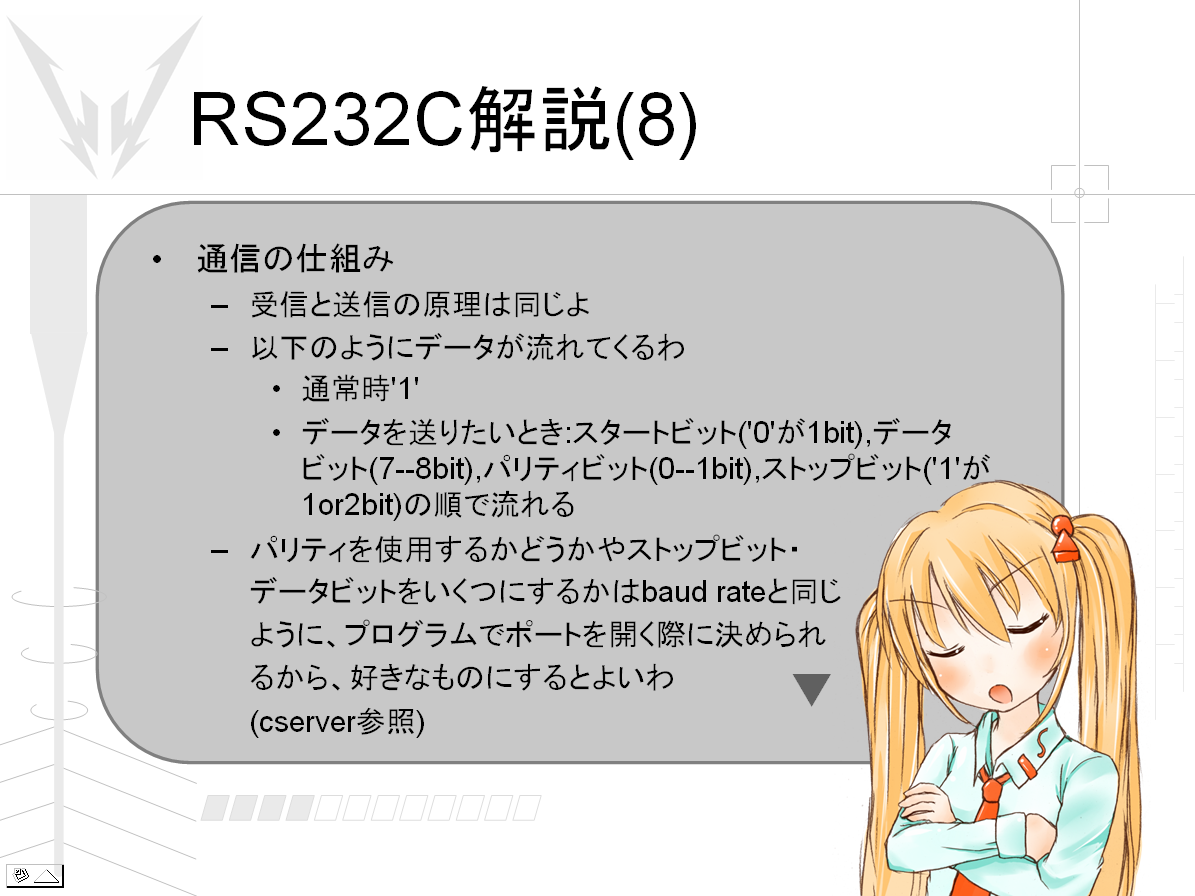 RS232C解説(8)
• 通信の仕組み
– 受信と送信の原理は同じよ
– 以下のようにデータが流れてくるわ
• 通常時'1'
• データを送りたいとき:スタートビット('0'が1bit),データ
ビット(7--8bit),パリティビット(0--1bit),ストップビット('1'が
1or2bit)の順で流れる
– パリティを使用するかどうかやストップビット・
データビットをいくつにするかはbaud rateと同じ
ように、プログラムでポートを開く際に決められ
るから、好きなものにするとよいわ
(cserver参照)